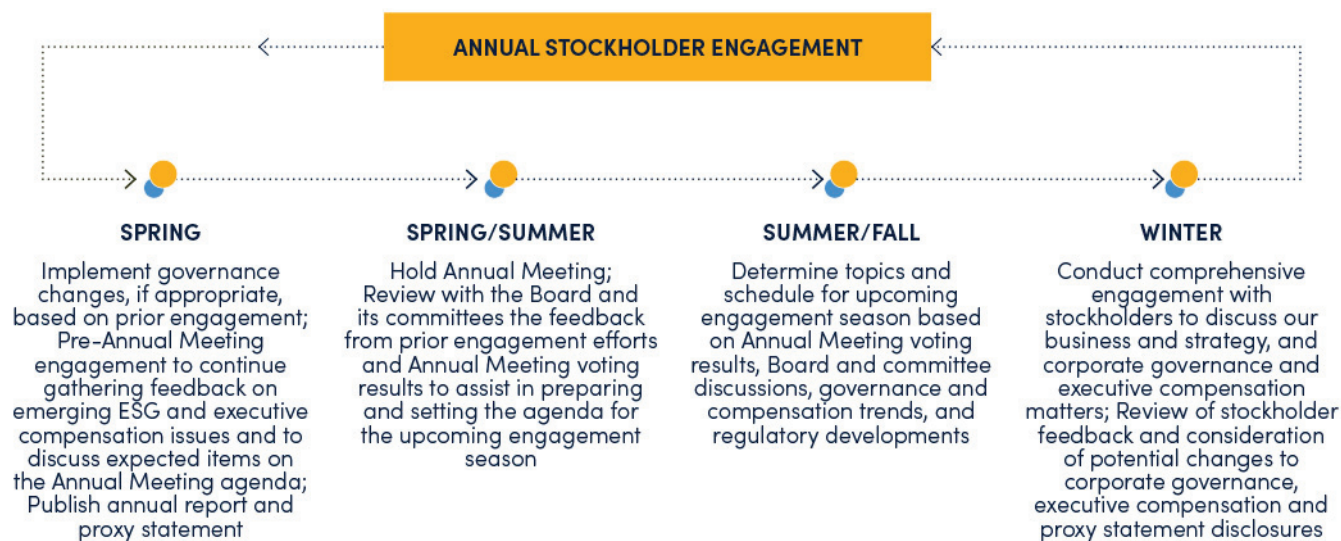 ANNUAL STOCKHOLDER ENGAGEMENT
SPRING
Implement governance
changes, if appropriate,
based on prior engagement;
Pre-Annual Meeting
engagement to continue
gathering feedback on
emerging ESG and executive
compensation issues and to
discuss expected items on
the Annual Meeting agenda;
Publish annual report and
proxy statement
SPRING/SUMMER
Hold Annual Meeting;
Review with the Board and
its committees the feedback
from prior engagement efforts
and Annual Meeting voting
results to assist in preparing
and setting the agenda for
the upcoming engagement
season
SUMMER/FALL
Determine topics and
schedule for upcoming
engagement season based
on Annual Meeting voting
results, Board and committee
discussions, governance and
compensation trends, and
regulatory developments
WINTER
Conduct comprehensive
engagement with
stockholders to discuss our
business and strategy, and
corporate governance and
executive compensation
matters; Review of stockholder
feedback and consideration
of potential changes to
corporate governance,
executive compensation and
proxy statement disclosures